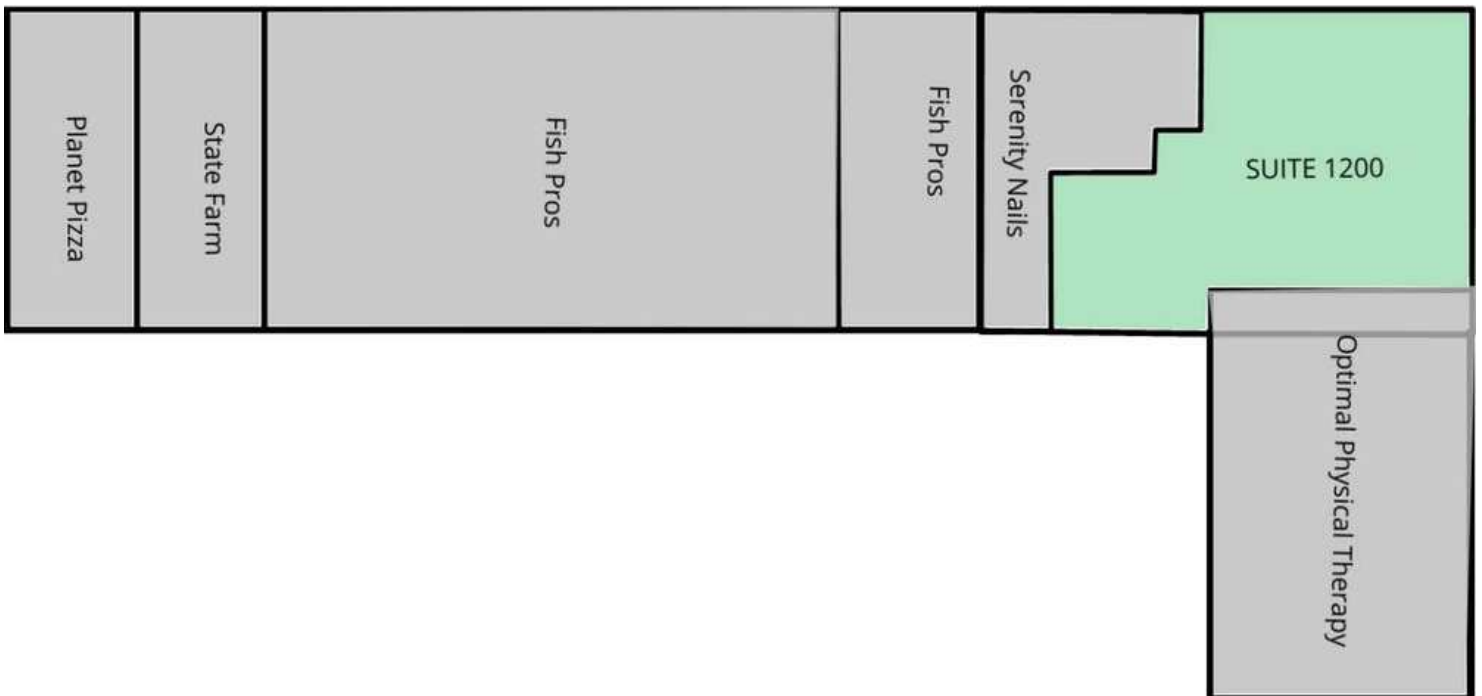 Planet Pizza
State Farm
Fish Pros
Fish Pros
Serenity Nails
SUITE 1200
Optimal Physical Therapy